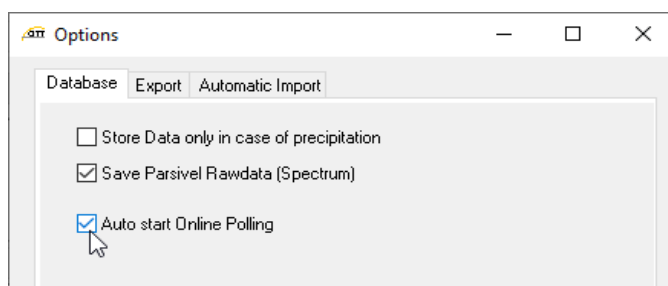 Options
Database Export Automatic Import
Store Data only in case of precipitation
Save Parsivel Rawdata (Spectrum)
Auto start Online Polling